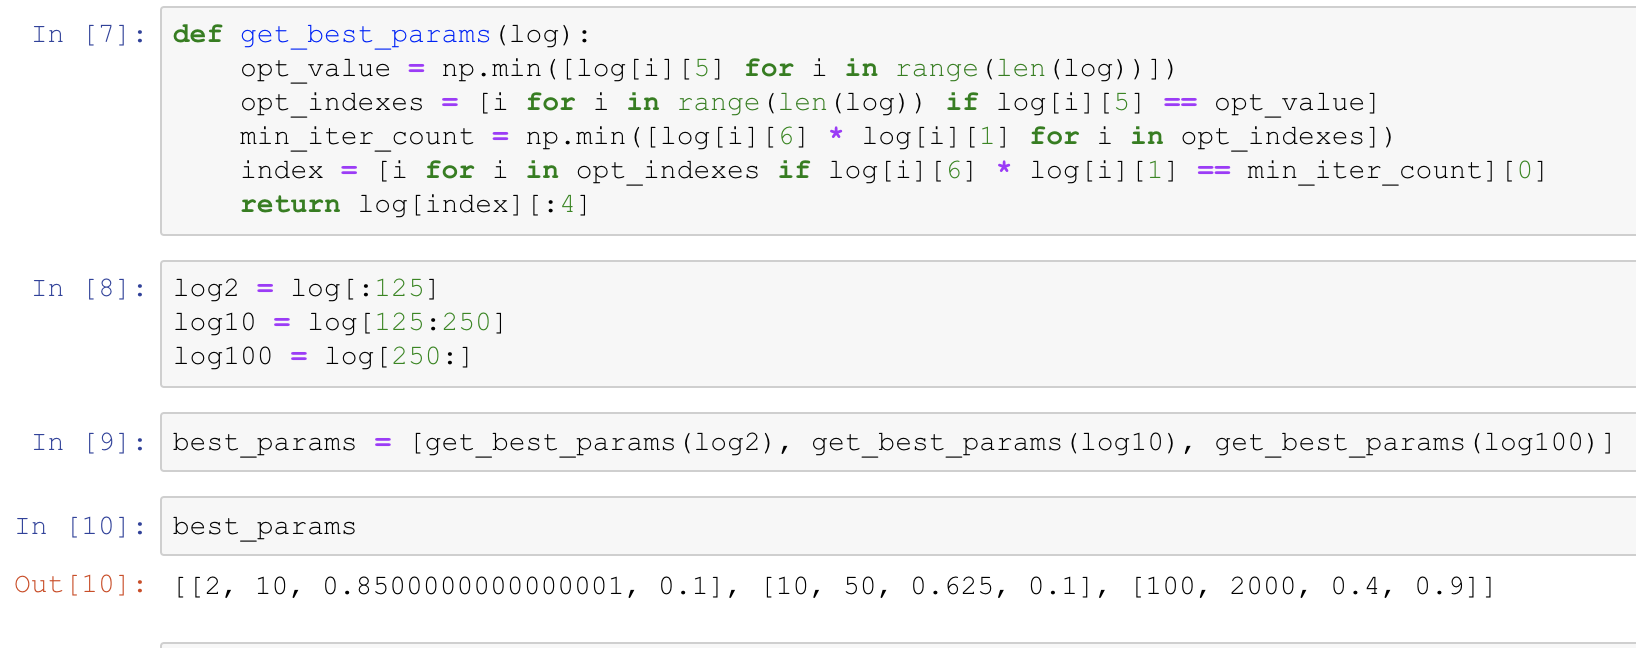 In [7]: def get_best_params(log):
    opt_value = np.min([log[i][5] for i in range(len(log))])
    opt_indexes = [i for i in range(len(log)) if log[i][5] == opt_value]
    min_iter_count = np.min([log[i][6] * log[i][1] for i in opt_indexes])
    index = [i for i in opt_indexes if log[i][6] * log[i][1] == min_iter_count][0]
    return log[index][:4]
In [8]: log2 = log[:125]
log10 = log[125:250]
log100 = log[250:]
In [9]: best_params = [get_best_params(log2), get_best_params(log10), get_best_params(log100)]
In [10]: best_params
Out[10]: [[2, 10, 0.8500000000000001, 0.1], [10, 50, 0.625, 0.1], [100, 2000, 0.4, 0.9]]